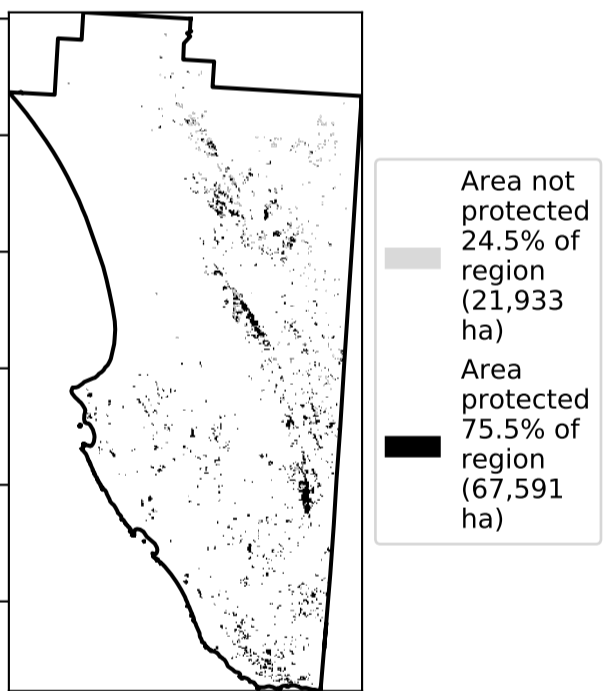 Area not
protected
24.5% of
region
(21,933
ha)
Area
protected
75.5% of
region
(67,591
ha)